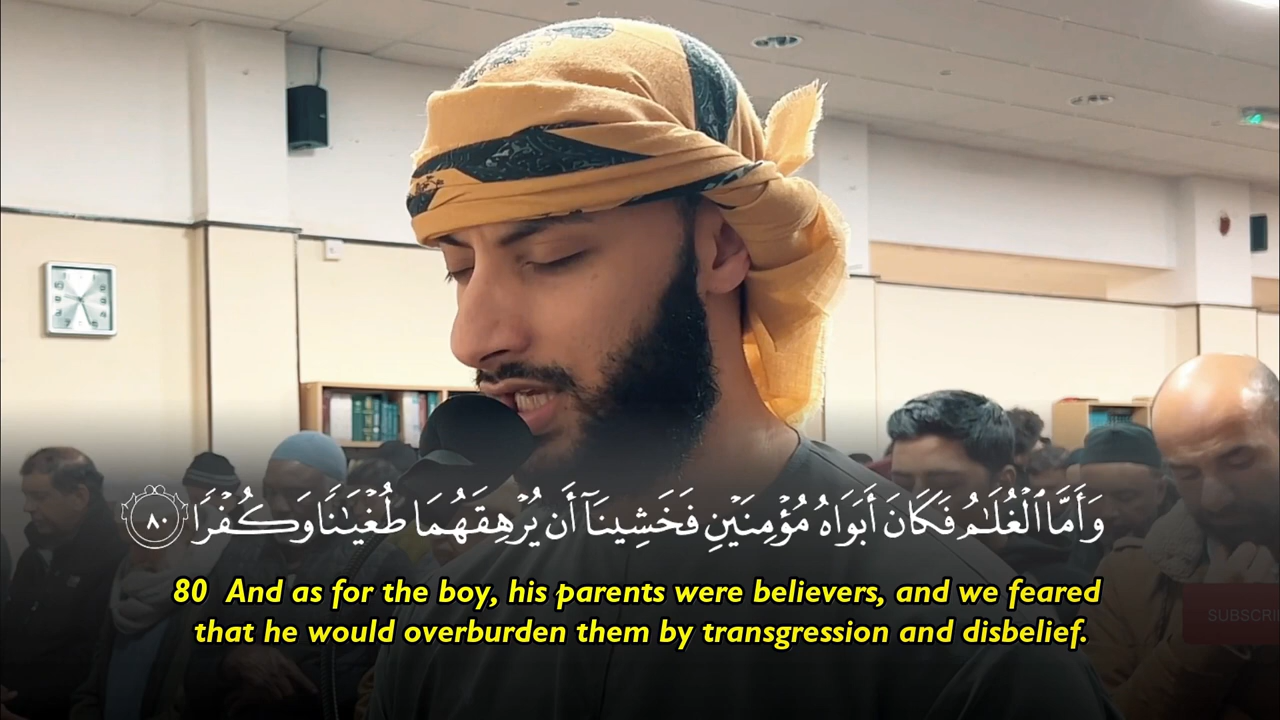 وَأَمَّا ٱلْغُلَٰمُ فَكَانَ أَبَوَاهُ مُؤْمِنَيْنِ فَخَشِينَآ أَن يُرْهِقَهُمَا طُغْيَٰنًا وَكُفْرًا ٨٠
80 And as for the boy, his parents were believers, and we feared
that he would overburden them by transgression and disbelief.